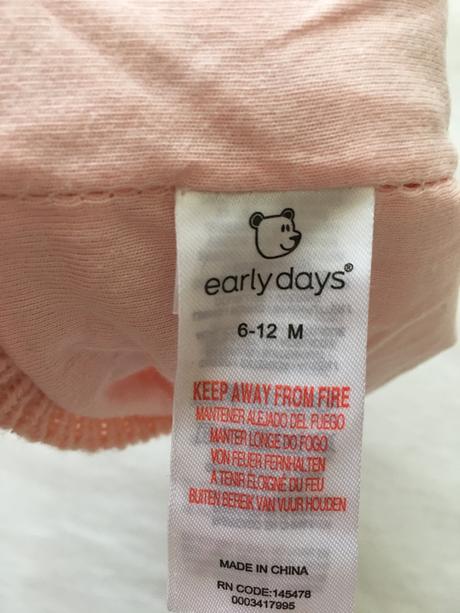 early days®
6-12 M
KEEP AWAY FROM FIRE
MANTENER ALEJADO DEL FUEGO
MANTER LONGE DO FOGO
VON FEUER FERNHALTEN
À TENIR ÉLOIGNÉ DU FEU
BUITEN BEREIK VAN VUUR HOUDEN
MADE IN CHINA
RN CODE:145478
0003417995